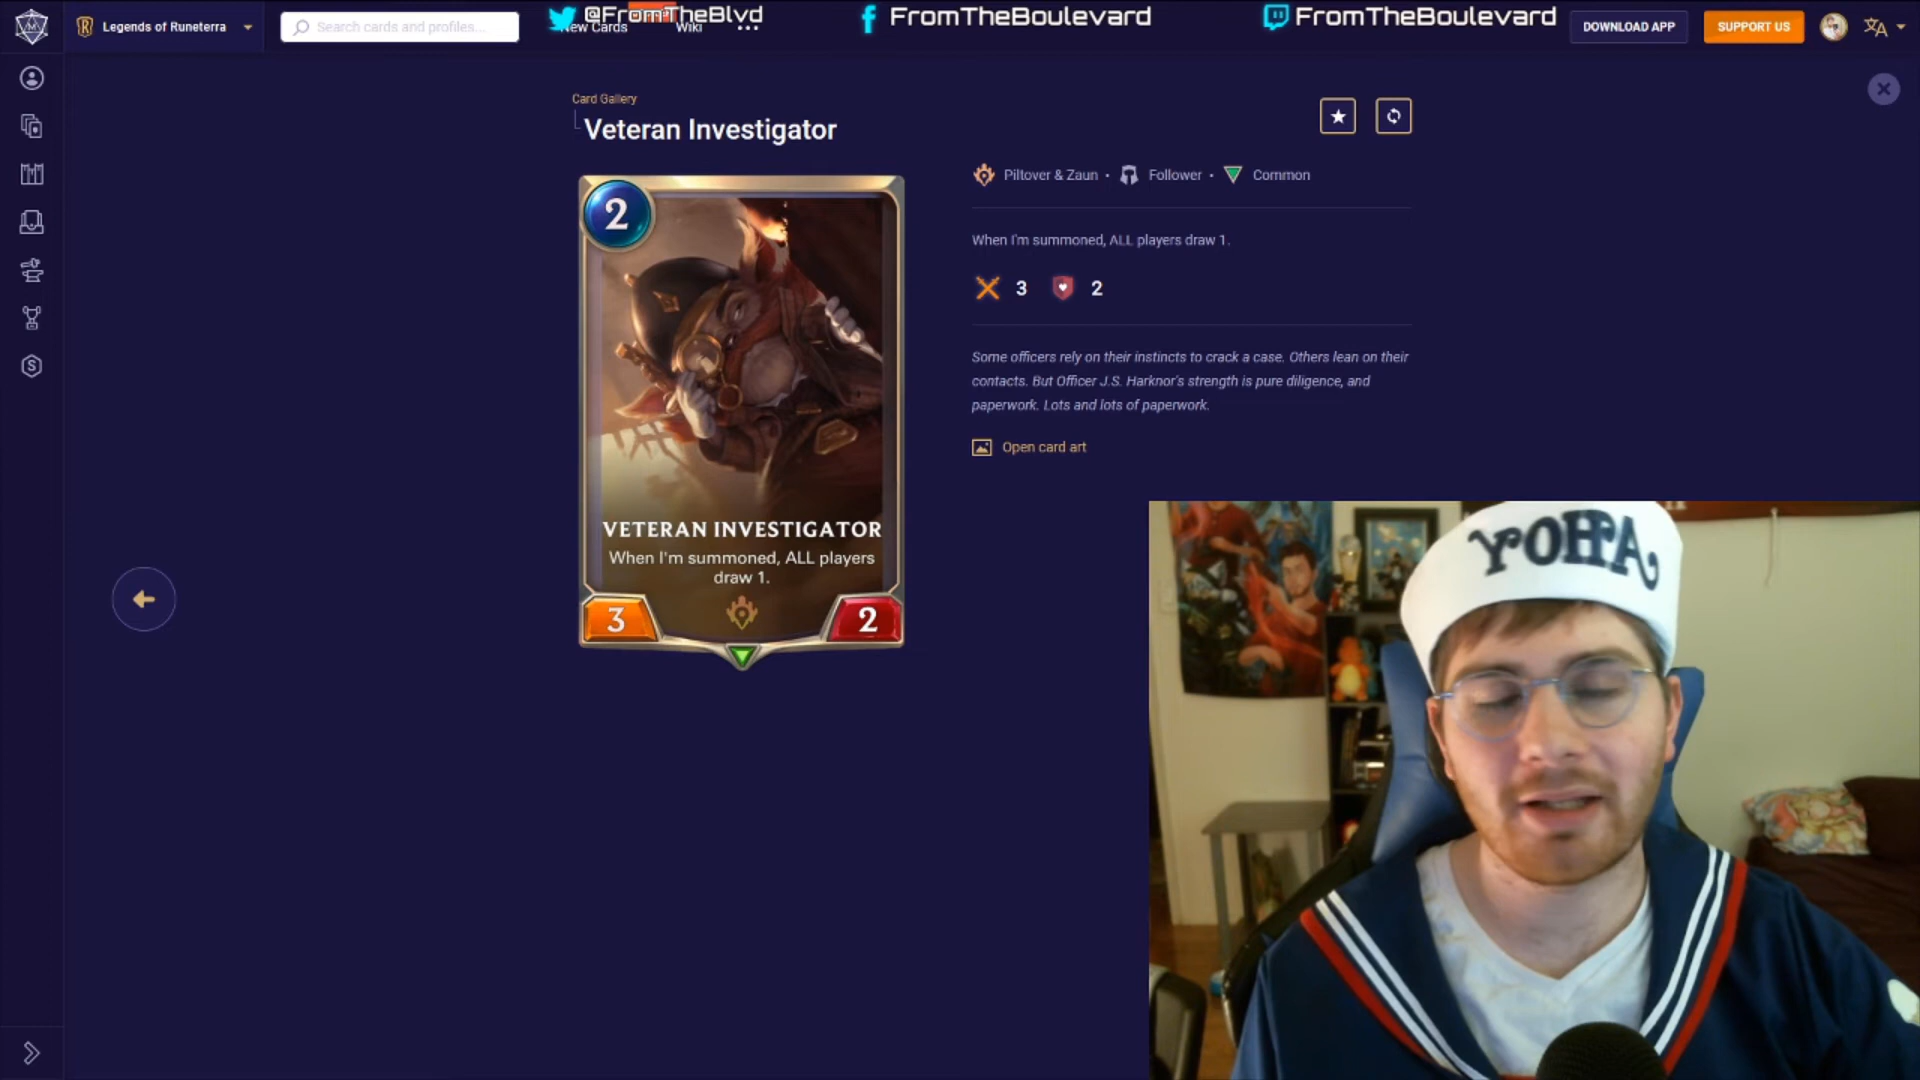 Legends of Runeterra
Search cards and profiles...
@FromTheBlvd
FromTheBoulevard
FromTheBoulevard
New Cards
Wiki
DOWNLOAD APP
SUPPORT US
Card Gallery
Veteran Investigator
Piltover & Zaun • Follower • Common
When I'm summoned, ALL players draw 1.
3 2
Some officers rely on their instincts to crack a case. Others lean on their
contacts. But Officer J.S. Harknor's strength is pure diligence, and
paperwork. Lots and lots of paperwork.
Open card art
2
VETERAN INVESTIGATOR
When I'm summoned, ALL players
draw 1.
3
2